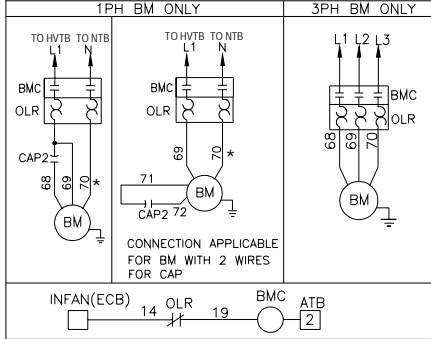 1PH BM ONLY
3PH BM ONLY
TO HVTB TO NTB
L1 N
BMC
OLR
CAP2
68 69 70 *
BM
TO HVTB TO NTB
L1 N
BMC
OLR
69 70 *
71
CAP2 72
BM
CONNECTION APPLICABLE
FOR BM WITH 2 WIRES
FOR CAP
L1 L2 L3
BMC
OLR
68 69 70
BM
INFAN(ECB) 14 OLR 19 BMC ATB
2